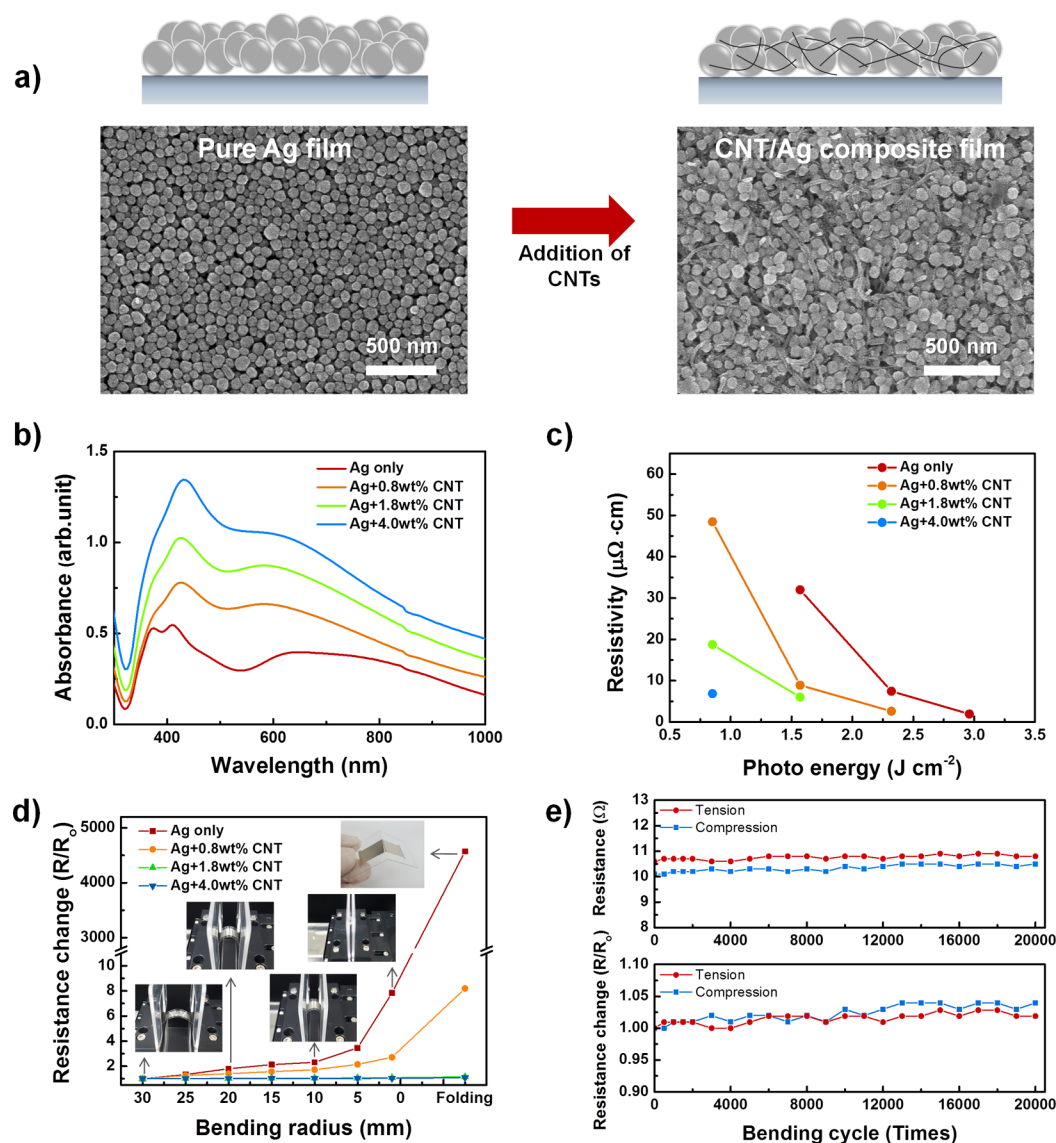 a)
Pure Ag film
500 nm
Addition of
CNTs
CNT/Ag composite film
500 nm
b)
Absorbance (arb.unit)
1.5
1.0
0.5
0.0
Ag only
Ag+0.8wt% CNT
Ag+1.8wt% CNT
Ag+4.0wt% CNT
400 600 800 1000
Wavelength (nm)
c)
Resistivity (μΩ ·cm)
60
50
40
30
20
10
0
Ag only
Ag+0.8wt% CNT
Ag+1.8wt% CNT
Ag+4.0wt% CNT
0.5 1.0 1.5 2.0 2.5 3.0 3.5
Photo energy (J cm⁻²)
d)
Resistance change (R/Rₒ)
5000
4000
3000
10
8
6
4
2
Ag only
Ag+0.8wt% CNT
Ag+1.8wt% CNT
Ag+4.0wt% CNT
30 25 20 15 10 5 0 Folding
Bending radius (mm)
e)
Resistance (Ω)
13
12
11
10
9
8
Tension
Compression
0 4000 8000 12000 16000 20000
Resistance change (R/Rₒ)
1.10
1.05
1.00
0.95
0.90
Tension
Compression
0 4000 8000 12000 16000 20000
Bending cycle (Times)